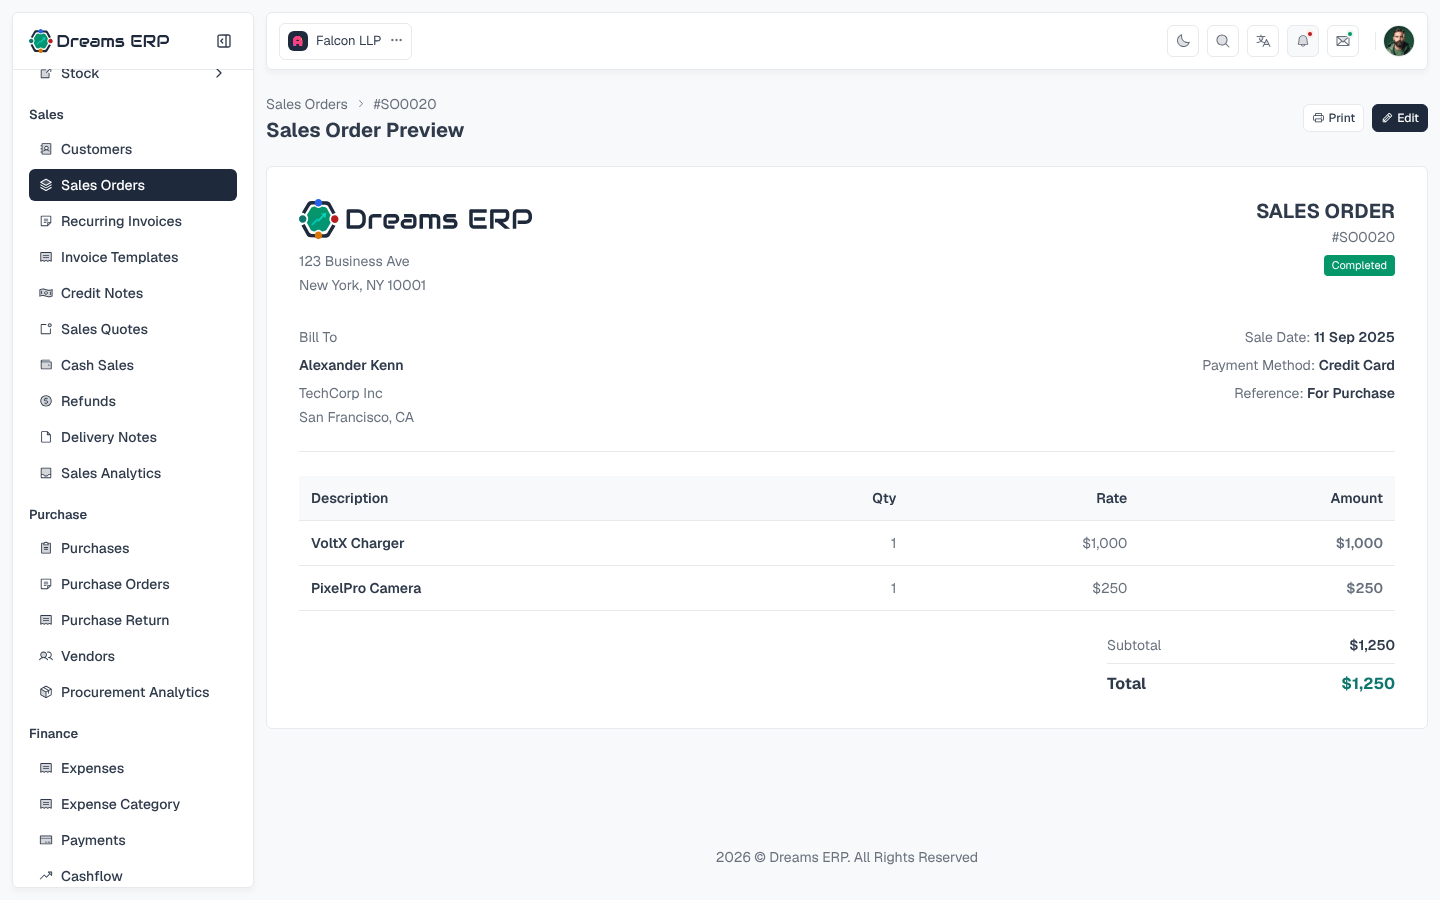 Dreams ERP
Stock
Sales
Customers
Sales Orders
Recurring Invoices
Invoice Templates
Credit Notes
Sales Quotes
Cash Sales
Refunds
Delivery Notes
Sales Analytics
Purchase
Purchases
Purchase Orders
Purchase Return
Vendors
Procurement Analytics
Finance
Expenses
Expense Category
Payments
Cashflow
Falcon LLP ···
Sales Orders > #SO0020
Sales Order Preview
Print
Edit
Dreams ERP
123 Business Ave
New York, NY 10001
SALES ORDER
#SO0020
Completed
Bill To
Alexander Kenn
TechCorp Inc
San Francisco, CA
Sale Date: 11 Sep 2025
Payment Method: Credit Card
Reference: For Purchase
Description Qty Rate Amount
VoltX Charger 1 $1,000 $1,000
PixelPro Camera 1 $250 $250
Subtotal $1,250
Total $1,250
2026 © Dreams ERP. All Rights Reserved